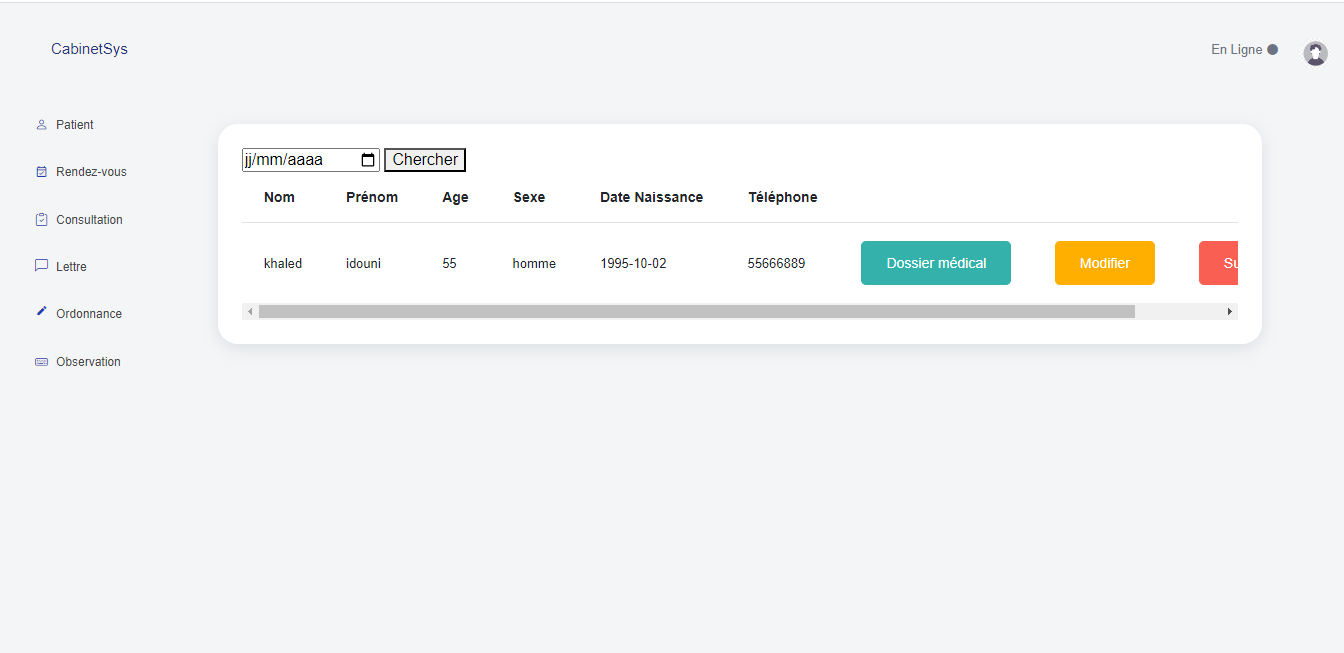 CabinetSys
En Ligne
Patient
Rendez-vous
Consultation
Lettre
Ordonnance
Observation
jj/mm/aaaa Chercher
Nom Prénom Age Sexe Date Naissance Téléphone
khaled idouni 55 homme 1995-10-02 55666889 Dossier médical Modifier Su